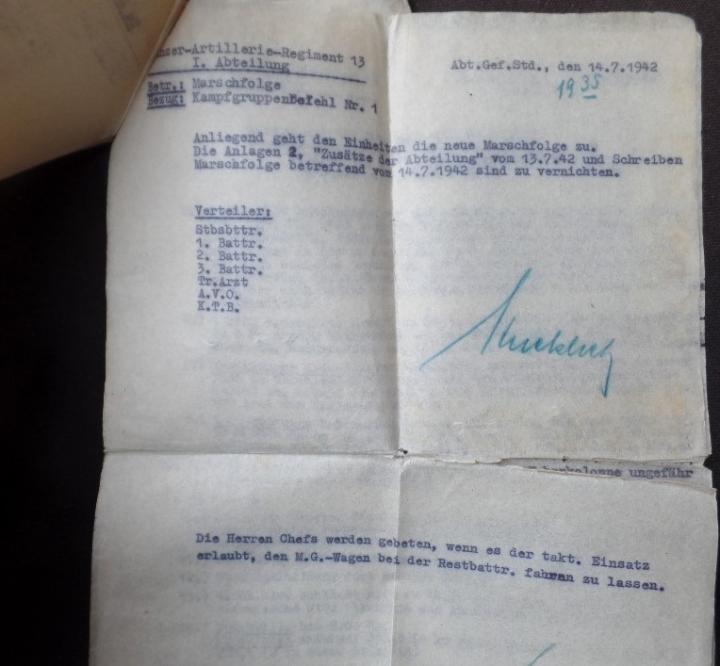 nzer-Artillerie-Regiment 13
I. Abteilung
Abt.Gef.Std., den 14.7.1942
1935
Betr.: Marschfolge
Bezug: Kampfgruppenbefehl Nr. 1
Anliegend geht den Einheiten die neue Marschfolge zu.
Die Anlagen 2, "Zusätze der Abteilung" vom 13.7.42 und Schreiben
Marschfolge betreffend vom 14.7.1942 sind zu vernichten.
Verteiler:
Stbsbttr.
1. Battr.
2. Battr.
3. Battr.
Tr.Arzt
A.V.O.
K.T.B.
ungefähr
Die Herren Chefs werden gebeten, wenn es der takt. Einsatz
erlaubt, den M.G.-Wagen bei der Restbattr. fahren zu lassen.